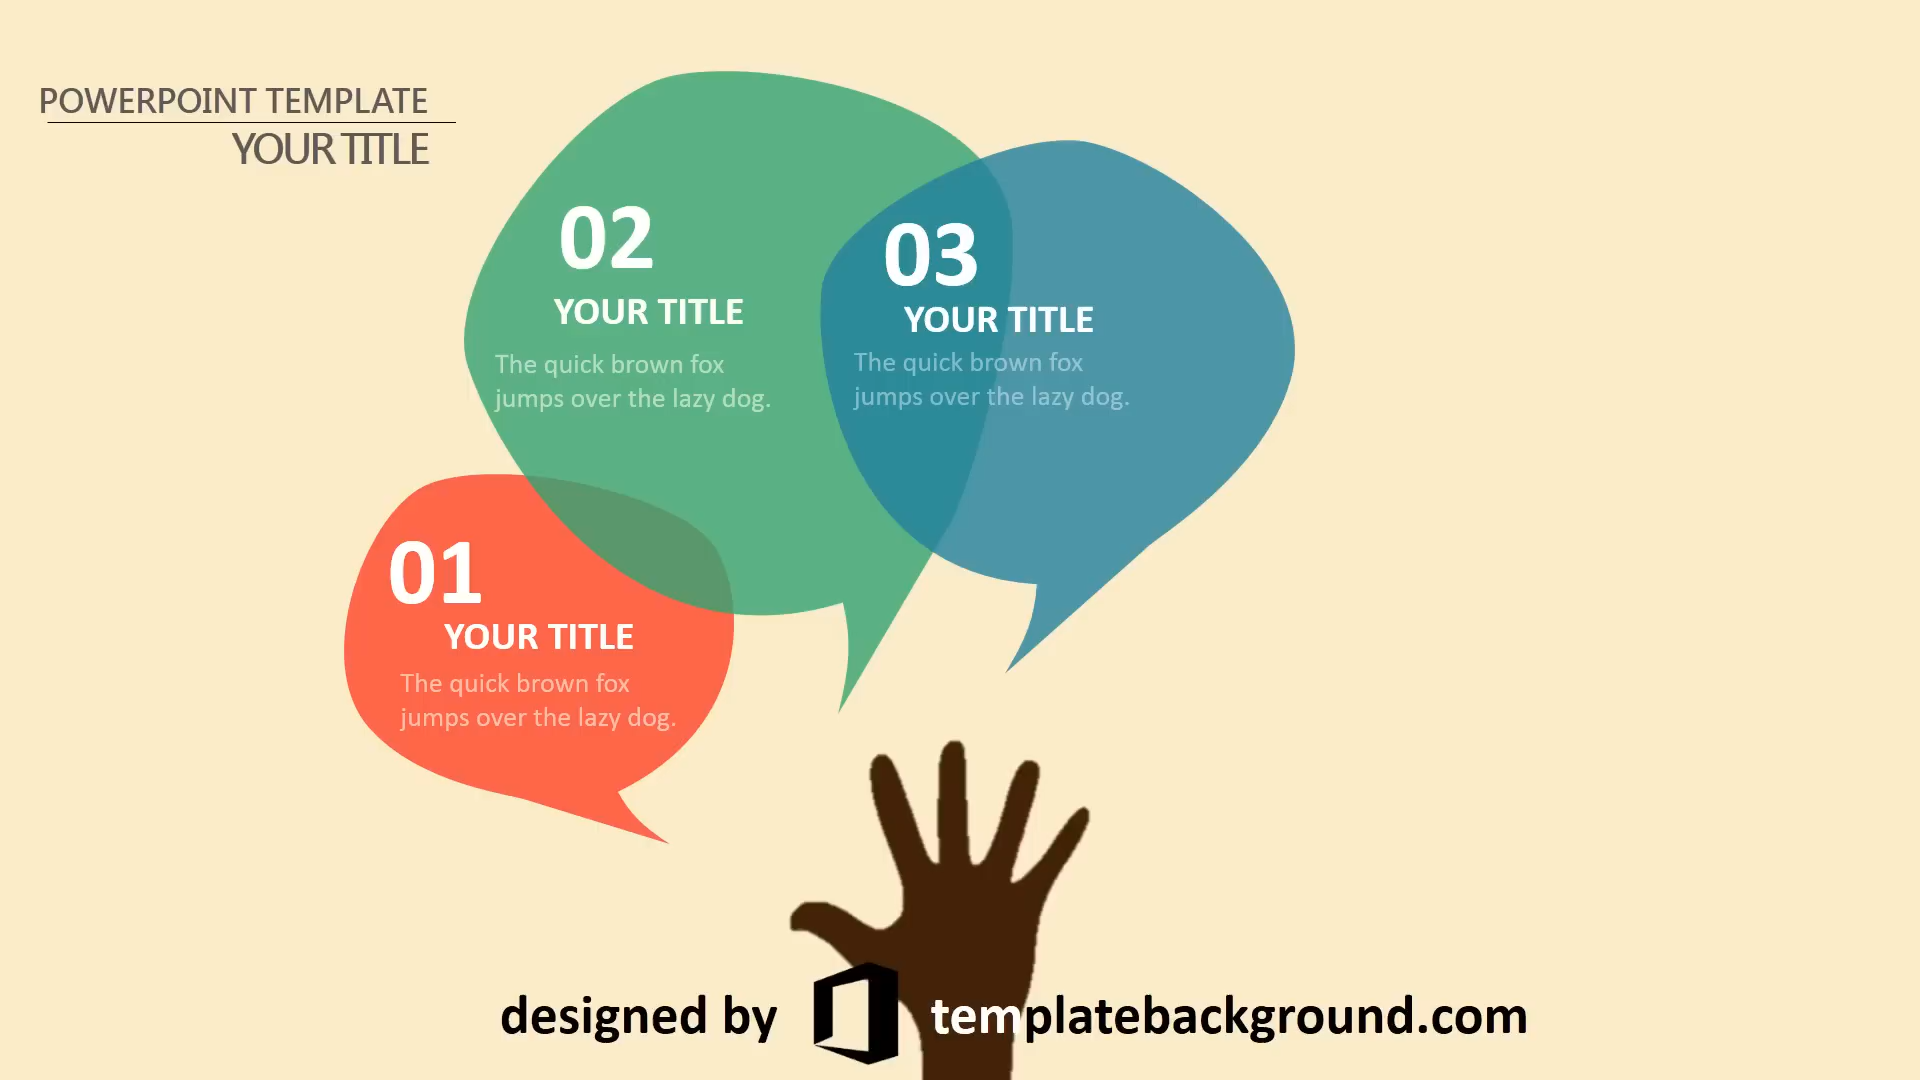 POWERPOINT TEMPLATE
YOUR TITLE
02
YOUR TITLE
The quick brown fox
jumps over the lazy dog.
03
YOUR TITLE
The quick brown fox
jumps over the lazy dog.
01
YOUR TITLE
The quick brown fox
jumps over the lazy dog.
designed by templatebackground.com